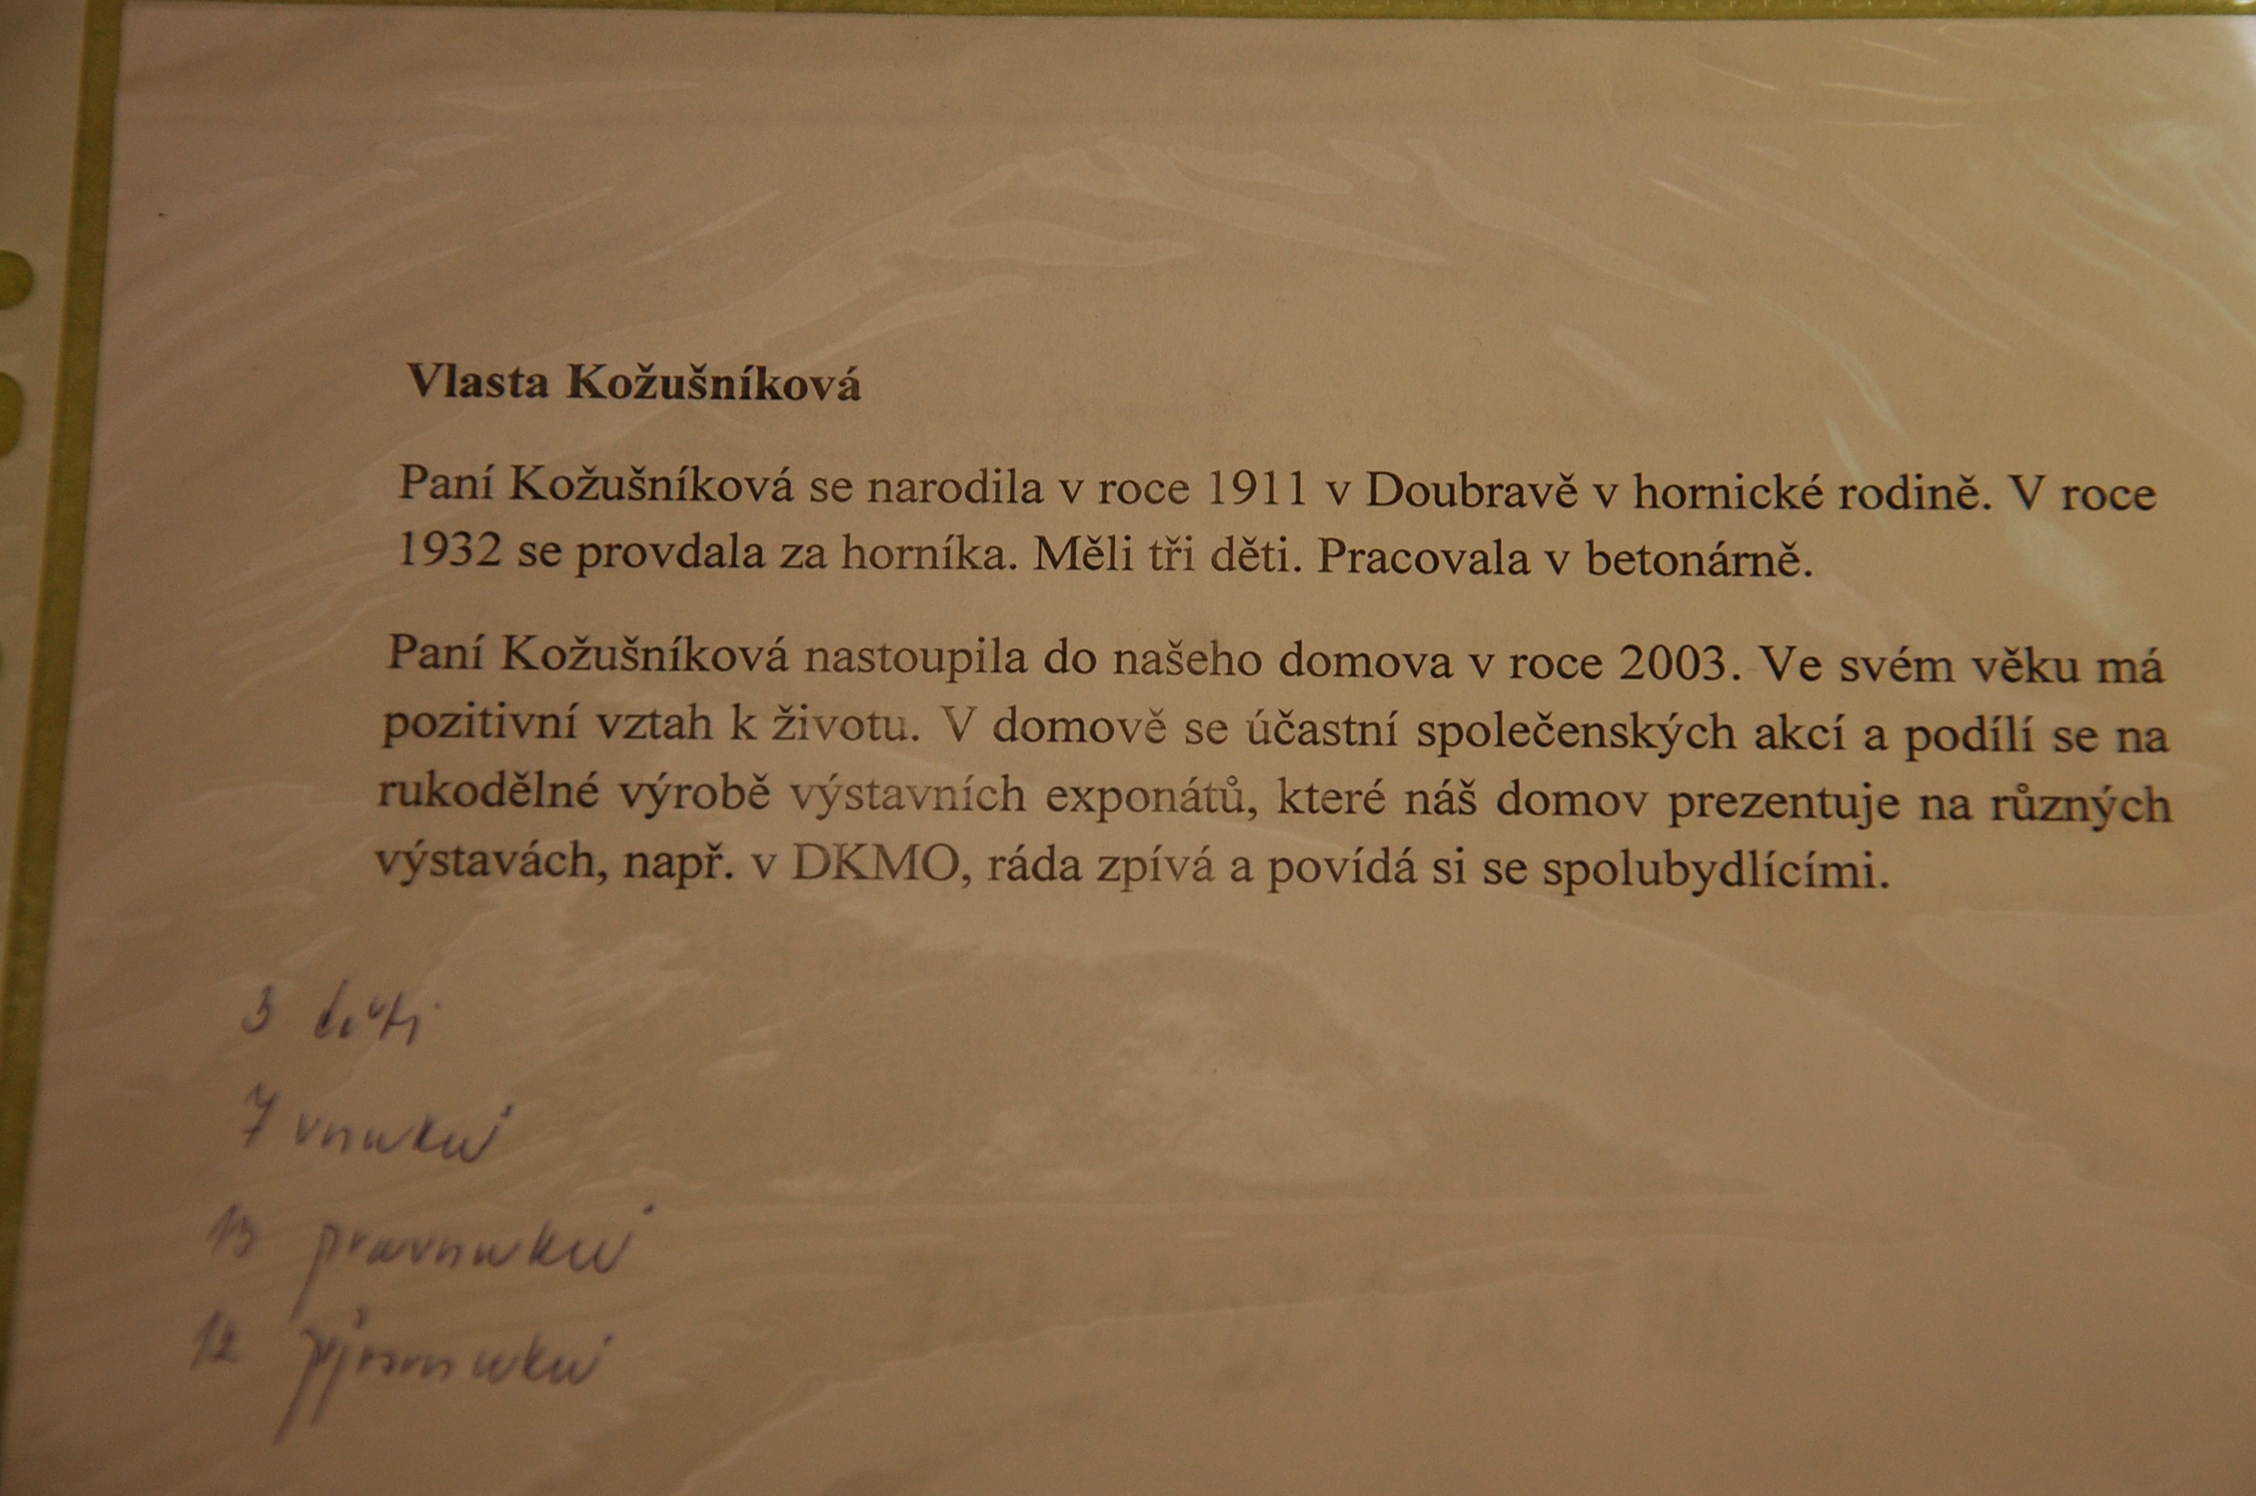 Vlasta Kožušníková
Paní Kožušníková se narodila v roce 1911 v Doubravě v hornické rodině. V roce
1932 se provdala za horníka. Měli tři děti. Pracovala v betonárně.
Paní Kožušníková nastoupila do našeho domova v roce 2003. Ve svém věku má
pozitivní vztah k životu. V domově se účastní společenských akcí a podílí se na
rukodělné výrobě výstavních exponátů, které náš domov prezentuje na různých
výstavách, např. v DKMO, ráda zpívá a povídá si se spolubydlícími.
3 děti
7 vnuků
pravnuků
12